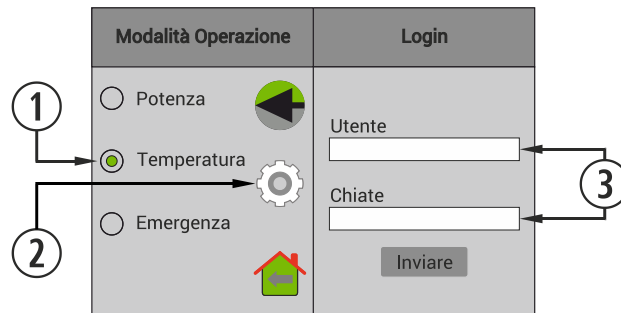 Modalità Operazione
Login
1
Potenza
Utente
Temperatura
3
Chiate
Emergenza
2
Inviare